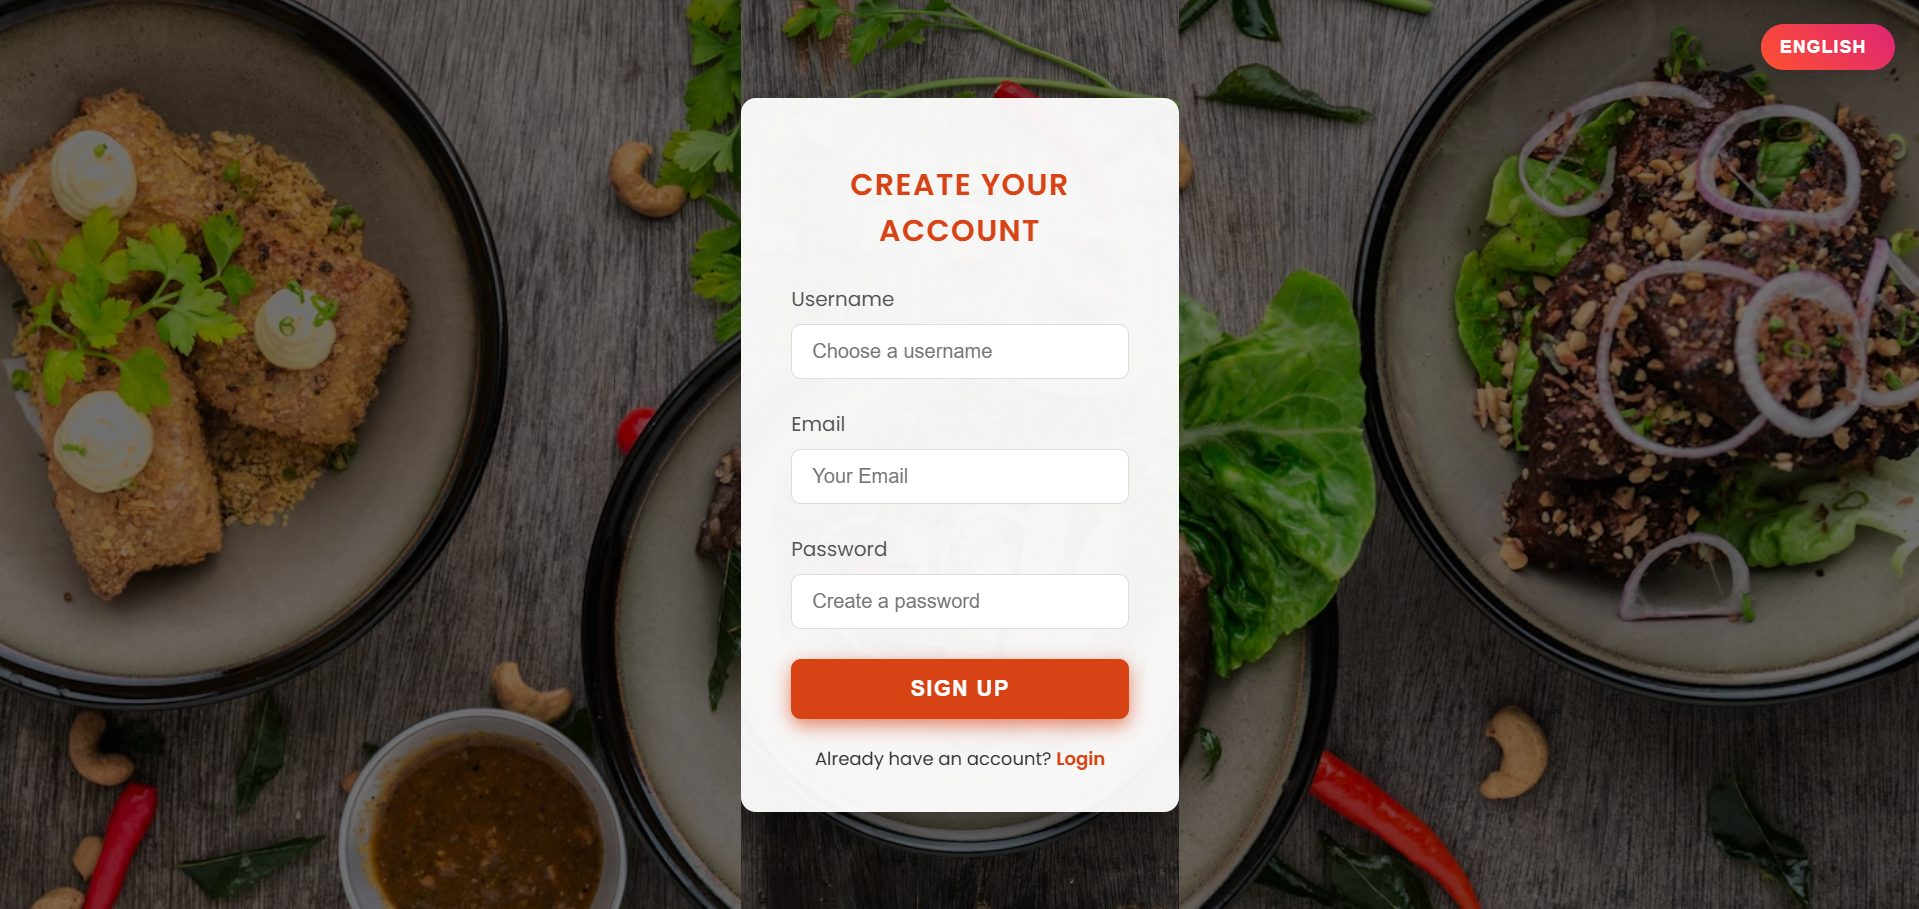 ENGLISH
CREATE YOUR
ACCOUNT
Username
Choose a username
Email
Your Email
Password
Create a password
SIGN UP
Already have an account? Login